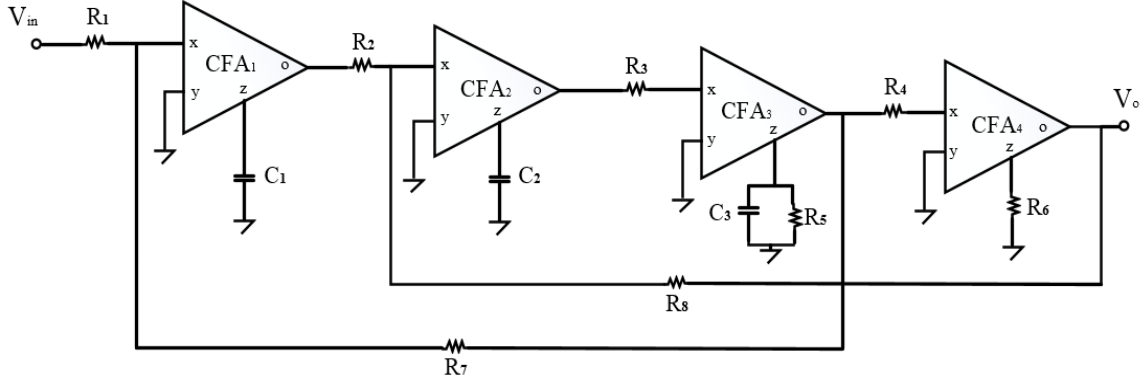 Vin
R1
R2
R3
R4
Vo
x
y
z
o
CFA1
x
y
z
o
CFA2
x
y
z
o
CFA3
x
y
z
o
CFA4
C1
C2
C3
R5
R6
R8
R7